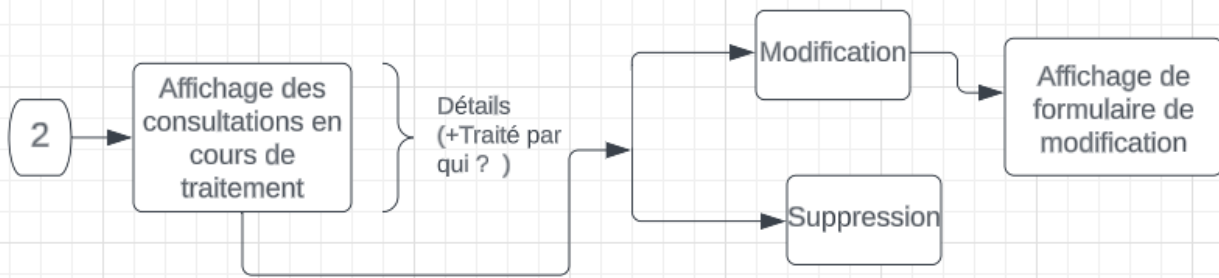 2
Affichage des
consultations en
cours de
traitement
Détails
(+Traité par
qui ? )
Modification
Affichage de
formulaire de
modification
Suppression